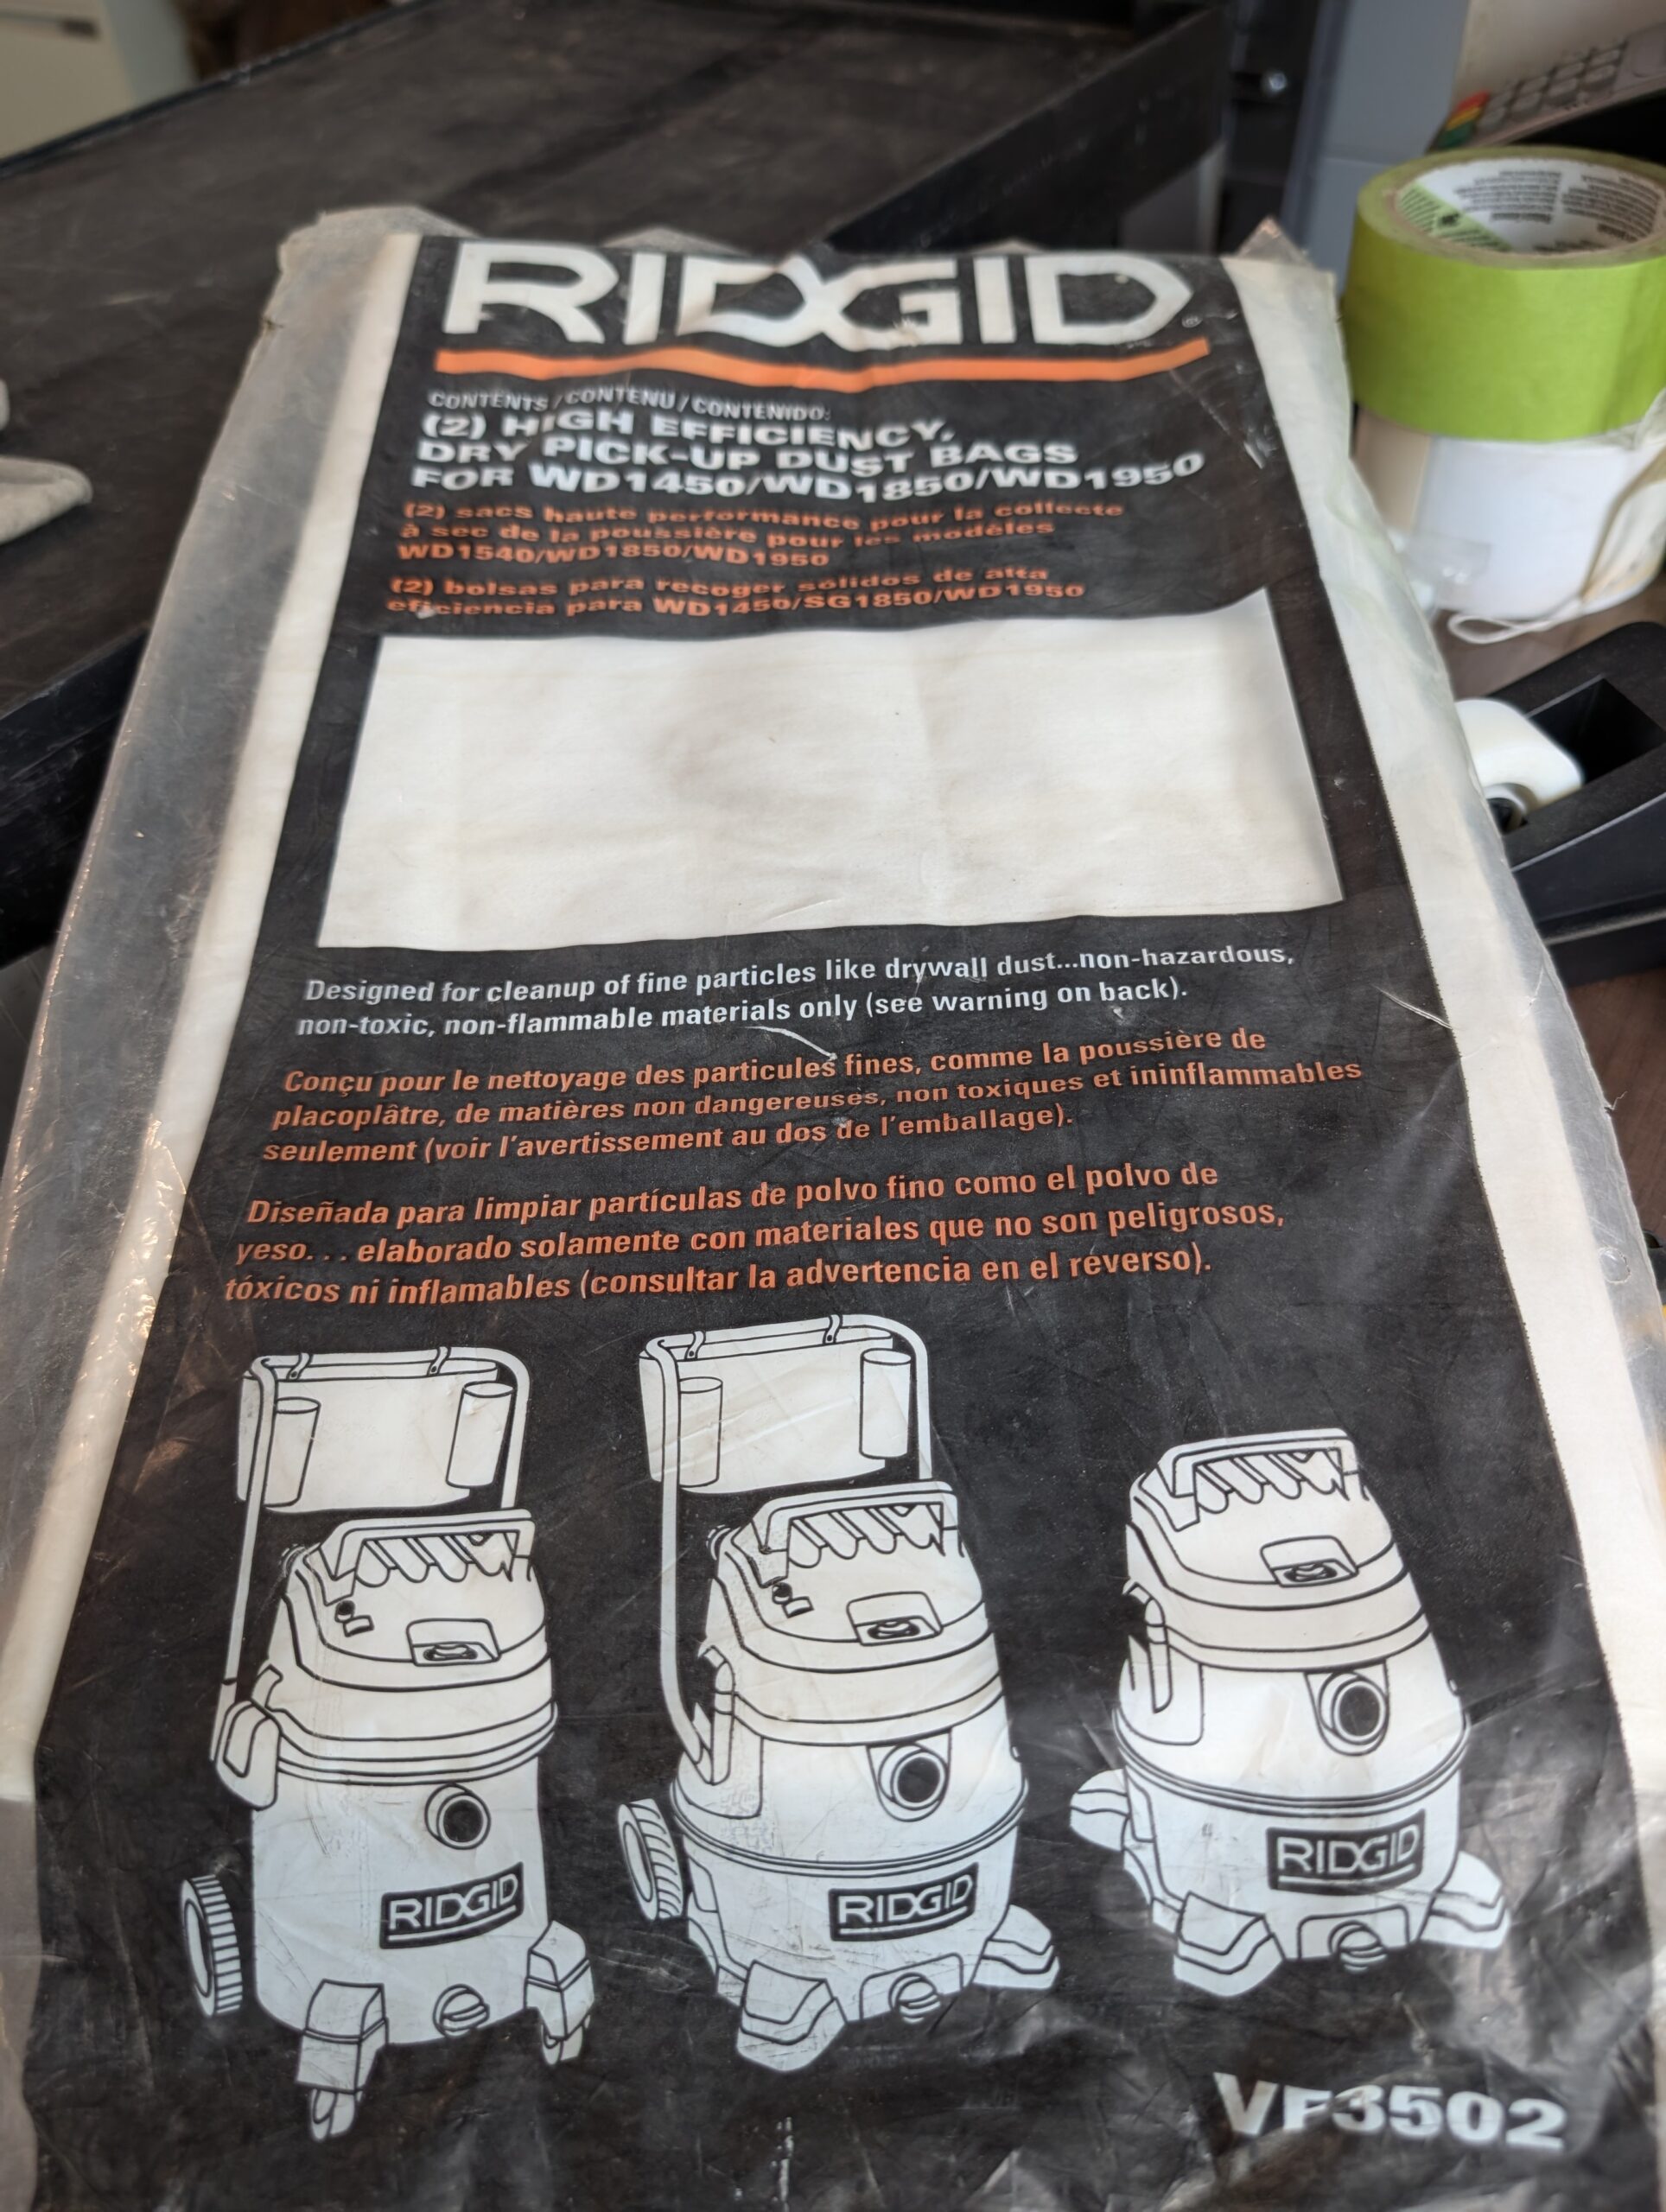 RIDGID
CONTENTS / CONTENU / CONTENIDO:
(2) HIGH EFFICIENCY,
DRY PICK-UP DUST BAGS
FOR WD1450/WD1850/WD1950
(2) sacs haute performance pour la collecte
à sec de la poussière pour les modèles
WD1540/WD1850/WD1950
(2) bolsas para recoger sólidos de alta
eficiencia para WD1450/SG1850/WD1950
Designed for cleanup of fine particles like drywall dust...non-hazardous,
non-toxic, non-flammable materials only (see warning on back).
Conçu pour le nettoyage des particules fines, comme la poussière de
placoplâtre, de matières non dangereuses, non toxiques et ininflammables
seulement (voir l'avertissement au dos de l'emballage).
Diseñada para limpiar partículas de polvo fino como el polvo de
yeso. . . elaborado solamente con materiales que no son peligrosos,
tóxicos ni inflamables (consultar la advertencia en el reverso).
RIDGID
RIDGID
RIDGID
VF3502